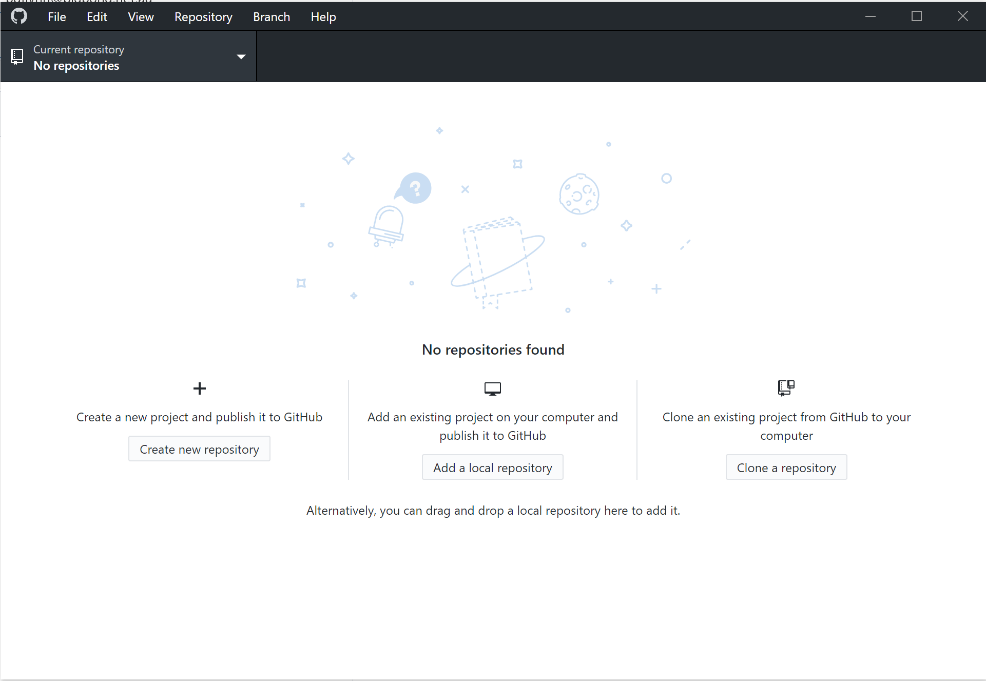 File Edit View Repository Branch Help
Current repository
No repositories
?
No repositories found
Create a new project and publish it to GitHub
Create new repository
Add an existing project on your computer and
publish it to GitHub
Add a local repository
Clone an existing project from GitHub to your
computer
Clone a repository
Alternatively, you can drag and drop a local repository here to add it.